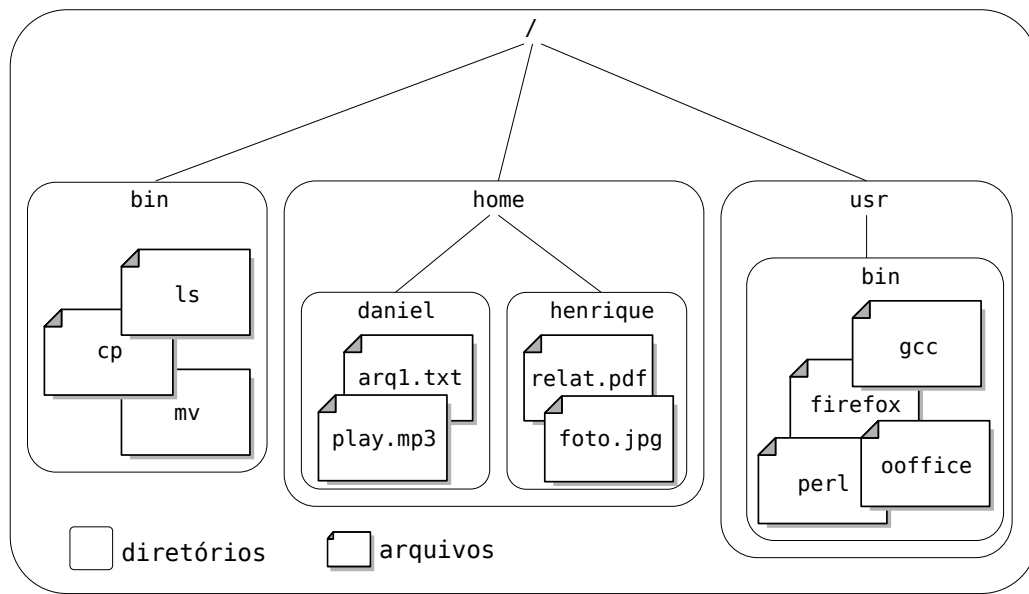 /
bin
ls
cp
mv
home
daniel
arq1.txt
play.mp3
henrique
relat.pdf
foto.jpg
usr
bin
gcc
firefox
ooffice
perl
diretórios
arquivos